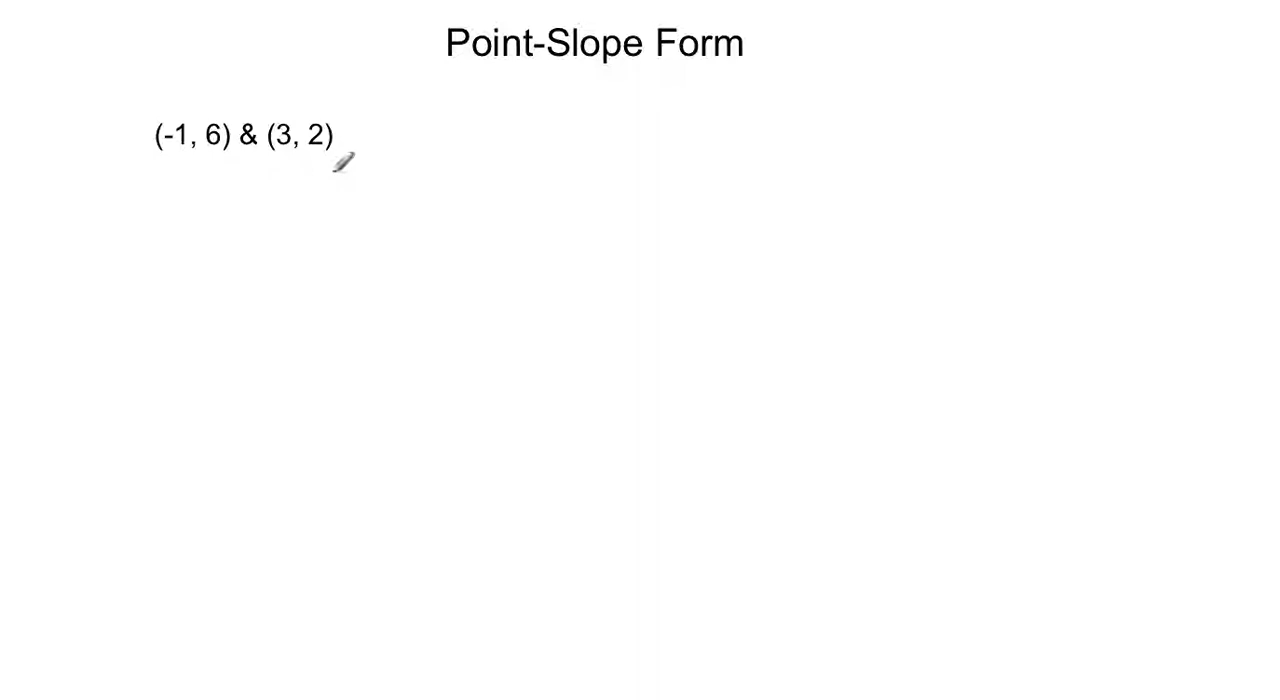 Point-Slope Form
(-1, 6) & (3, 2)